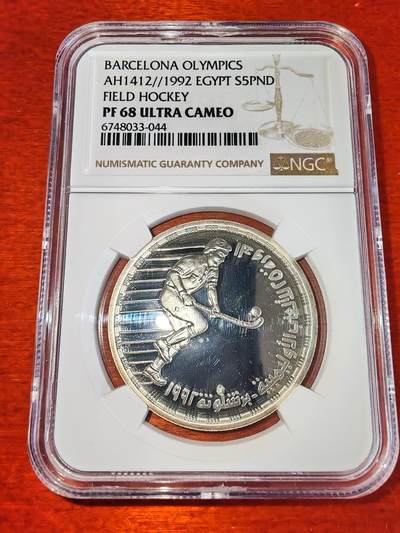 BARCELONA OLYMPICS
AH1412//1992 EGYPT S5PND
FIELD HOCKEY
PF 68 ULTRA CAMEO
6748033-044
NUMISMATIC GUARANTY COMPANY
NGC
برشلونة ١٩٩٢